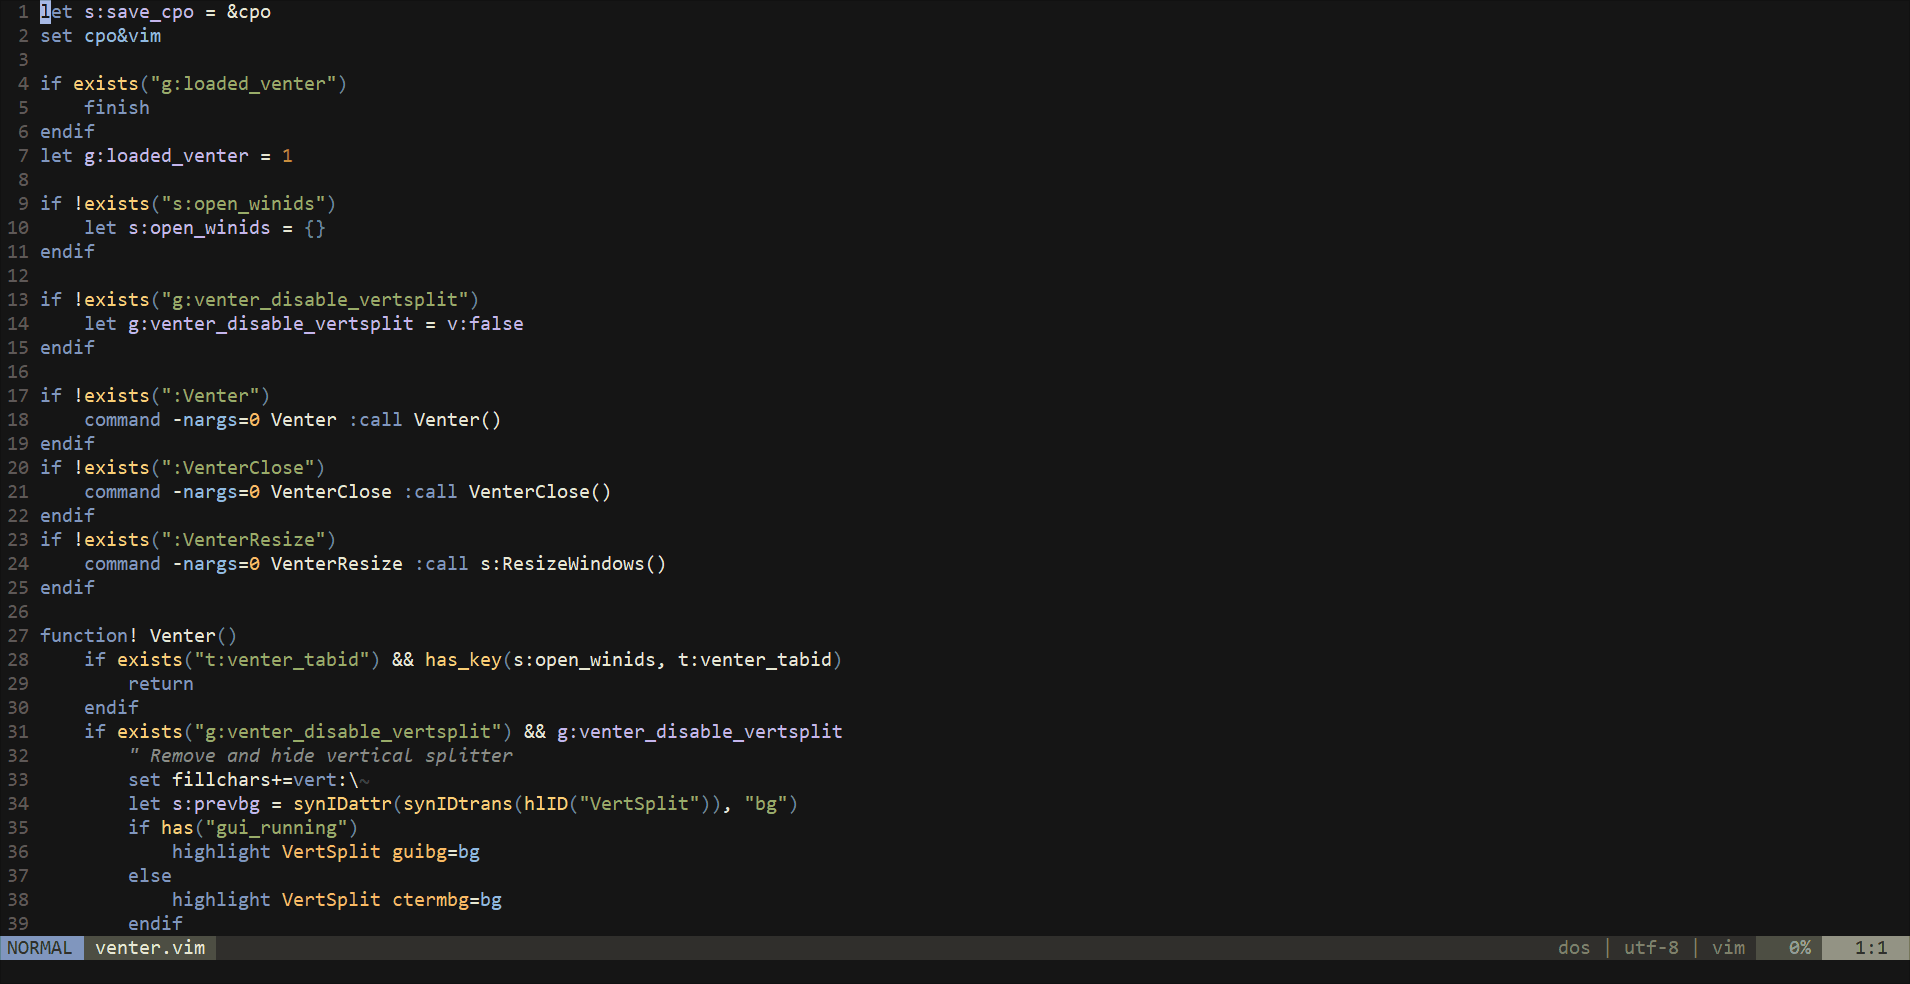 1 let s:save_cpo = &cpo
2 set cpo&vim
3
4 if exists("g:loaded_venter")
5     finish
6 endif
7 let g:loaded_venter = 1
8
9 if !exists("s:open_winids")
10     let s:open_winids = {}
11 endif
12
13 if !exists("g:venter_disable_vertsplit")
14     let g:venter_disable_vertsplit = v:false
15 endif
16
17 if !exists(":Venter")
18     command -nargs=0 Venter :call Venter()
19 endif
20 if !exists(":VenterClose")
21     command -nargs=0 VenterClose :call VenterClose()
22 endif
23 if !exists(":VenterResize")
24     command -nargs=0 VenterResize :call s:ResizeWindows()
25 endif
26
27 function! Venter()
28     if exists("t:venter_tabid") && has_key(s:open_winids, t:venter_tabid)
29         return
30     endif
31     if exists("g:venter_disable_vertsplit") && g:venter_disable_vertsplit
32         " Remove and hide vertical splitter
33         set fillchars+=vert:\~
34         let s:prevbg = synIDattr(synIDtrans(hlID("VertSplit")), "bg")
35         if has("gui_running")
36             highlight VertSplit guibg=bg
37         else
38             highlight VertSplit ctermbg=bg
39         endif
NORMAL venter.vim dos | utf-8 | vim 0% 1:1